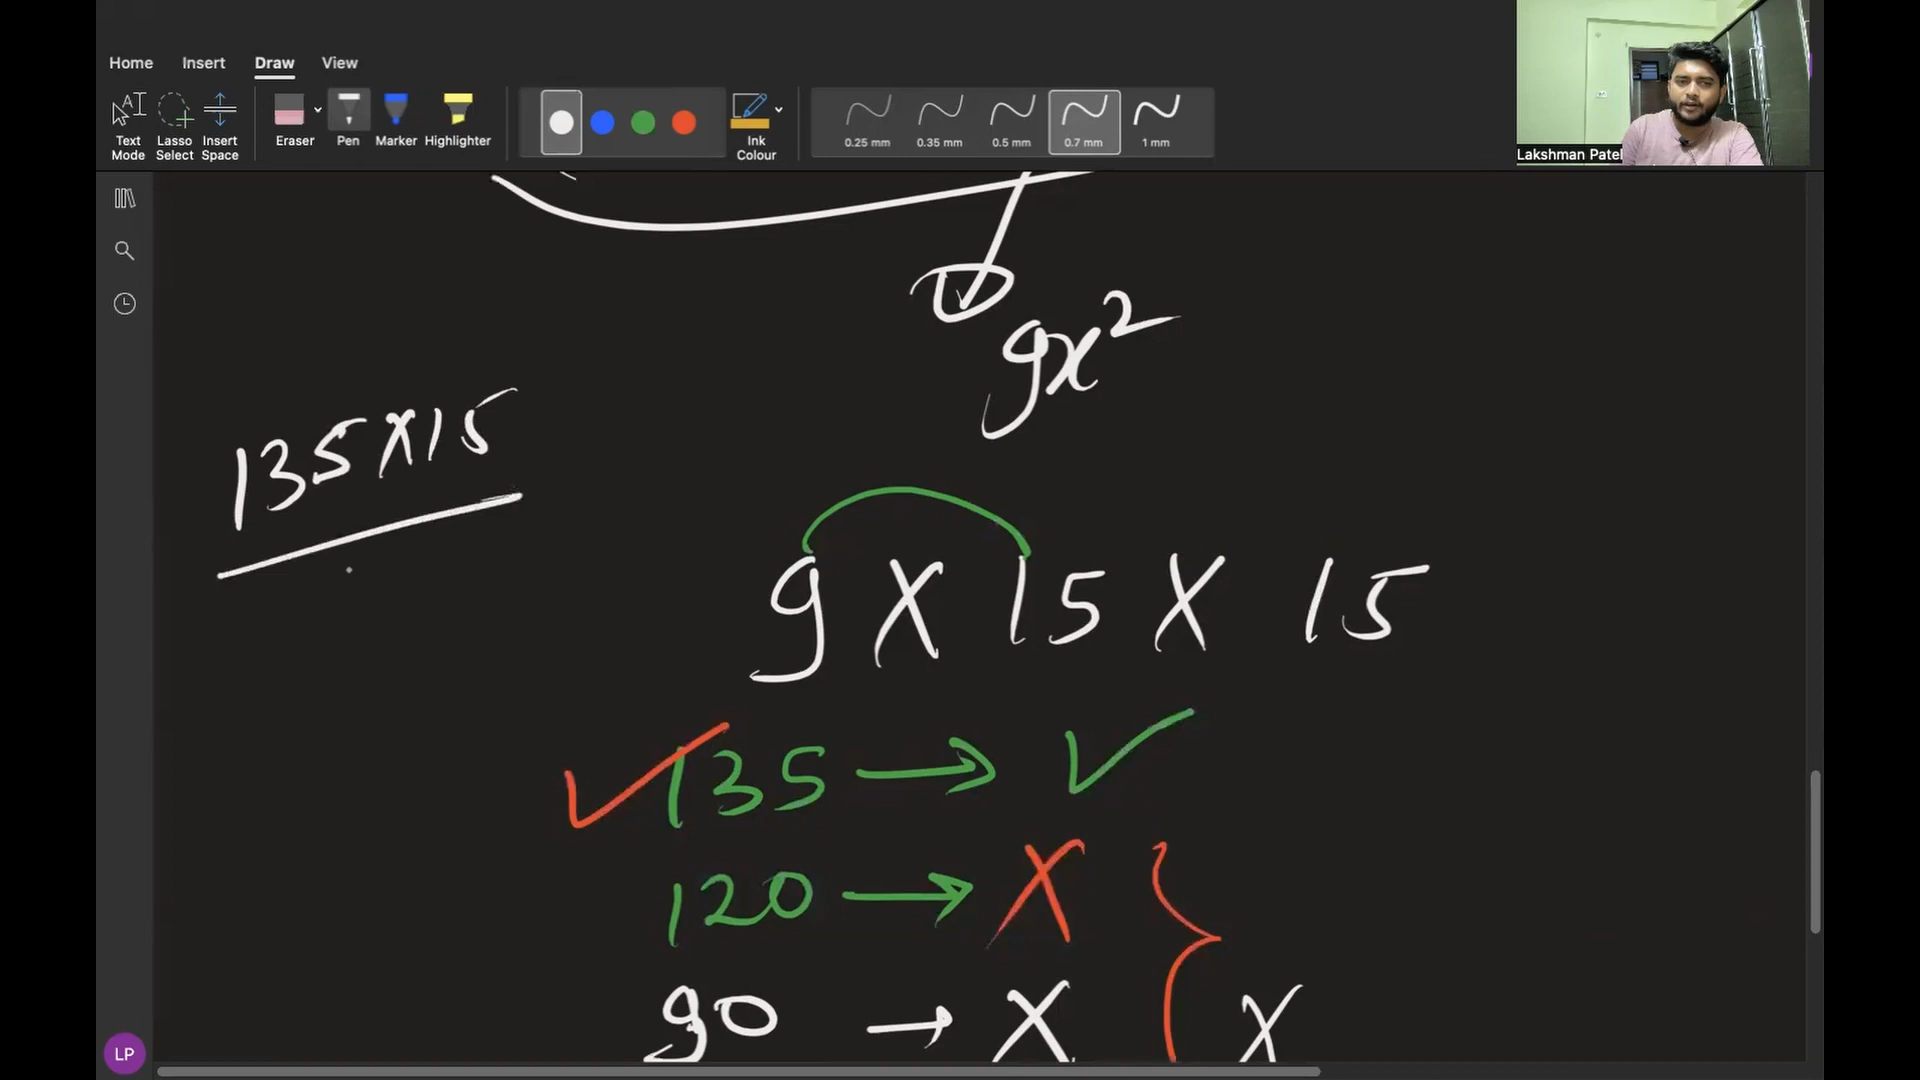 Home Insert Draw View
Text Mode Lasso Select Insert Space Eraser Pen Marker Highlighter Ink Colour 0.25 mm 0.35 mm 0.5 mm 0.7 mm 1 mm
Lakshman Patel
9x²
135x15
9 X 15 X 15
135 → ✓
120 → X
90 → X X
LP